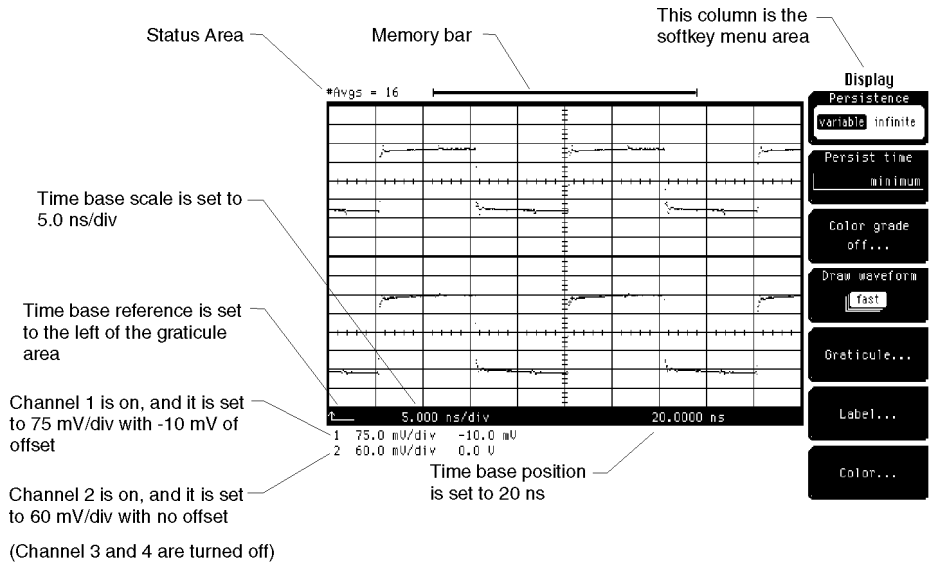 This column is the
softkey menu area
Status Area
Memory bar
Display
#Avgs = 16
Persistence
variable infinite
Persist time
minimum
Color grade
off...
Draw waveform
fast
Graticule...
Label...
Color...
Time base scale is set to
5.0 ns/div
Time base reference is set
to the left of the graticule
area
5.000 ns/div 20.0000 ns
Channel 1 is on, and it is set
to 75 mV/div with -10 mV of
offset
1 75.0 mV/div -10.0 mV
2 60.0 mV/div 0.0 V
Time base position
is set to 20 ns
Channel 2 is on, and it is set
to 60 mV/div with no offset
(Channel 3 and 4 are turned off)